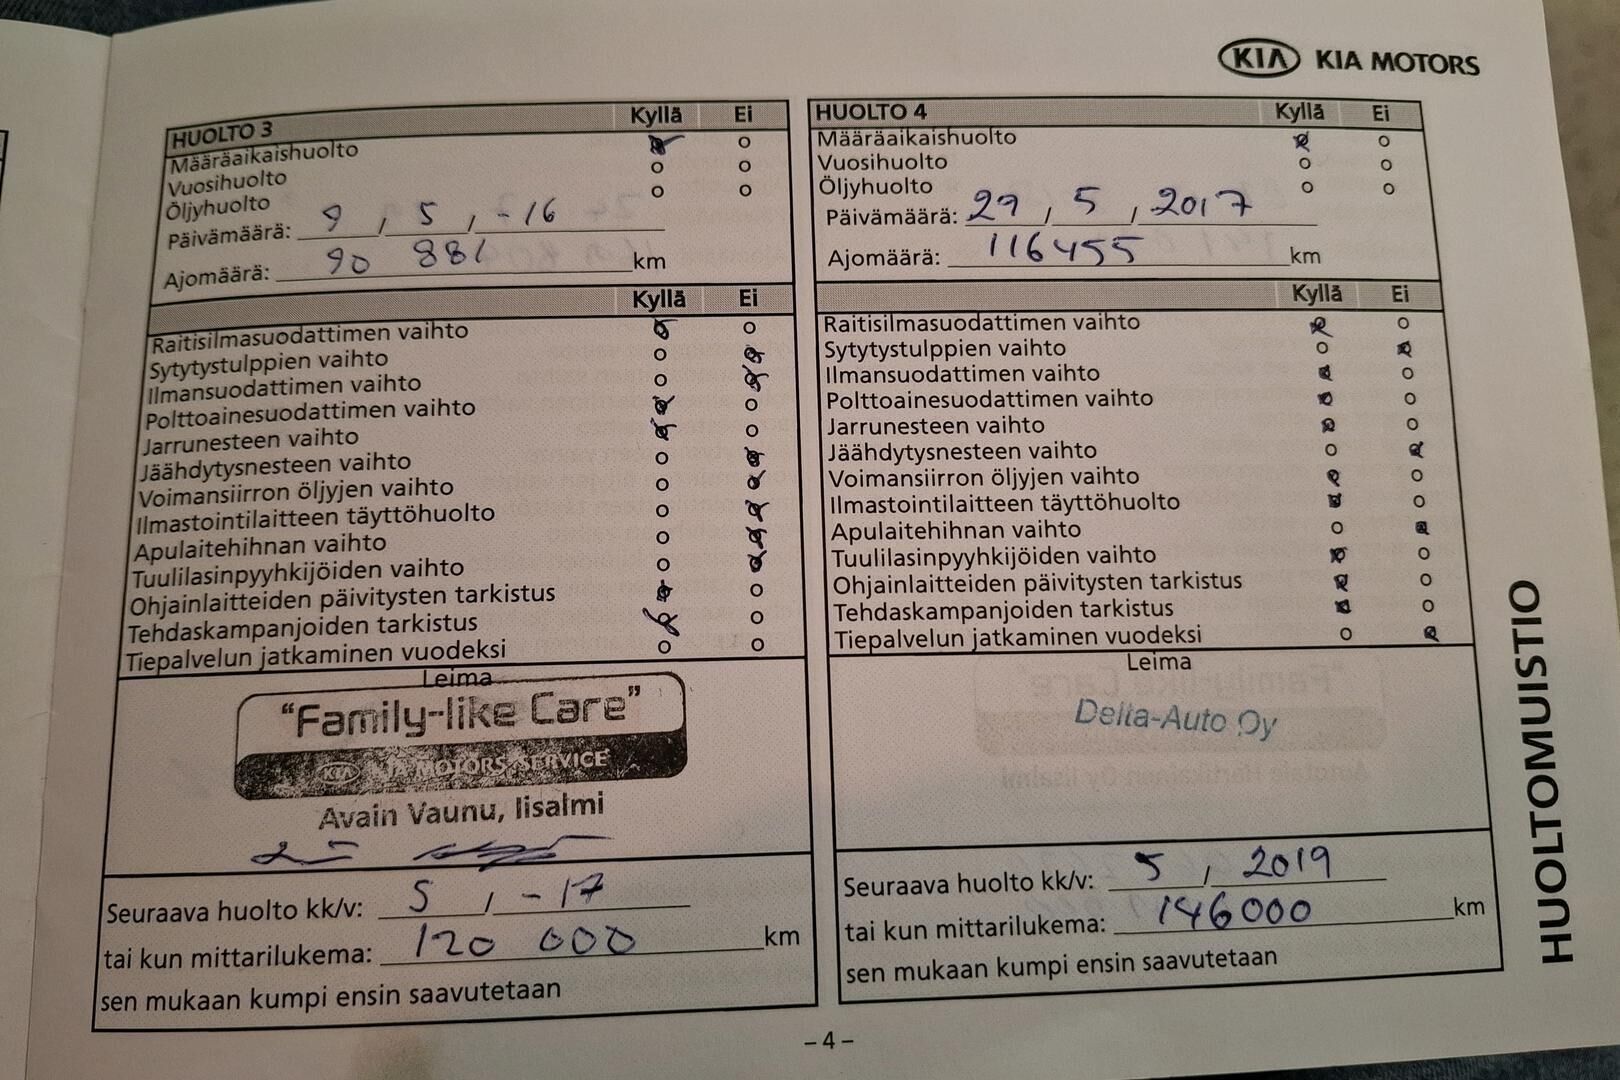 KIA KIA MOTORS
HUOLTO 3 Kyllä Ei
Määräaikaishuolto
Vuosihuolto
Öljyhuolto
Päivämäärä: 9 / 5 / -16
Ajomäärä: 90 881 km
Kyllä Ei
Raitisilmasuodattimen vaihto
Sytytystulppien vaihto
Ilmansuodattimen vaihto
Polttoainesuodattimen vaihto
Jarrunesteen vaihto
Jäähdytysnesteen vaihto
Voimansiirron öljyjen vaihto
Ilmastointilaitteen täyttöhuolto
Apulaitehihnan vaihto
Tuulilasinpyyhkijöiden vaihto
Ohjainlaitteiden päivitysten tarkistus
Tehdaskampanjoiden tarkistus
Tiepalvelun jatkaminen vuodeksi
Leima
"Family-like Care"
KIA KIA MOTORS SERVICE
Avain Vaunu, Iisalmi
Seuraava huolto kk/v: 5 / -17
tai kun mittarilukema: 120 000 km
sen mukaan kumpi ensin saavutetaan
HUOLTO 4 Kyllä Ei
Määräaikaishuolto
Vuosihuolto
Öljyhuolto
Päivämäärä: 29 / 5 / 2017
Ajomäärä: 116455 km
Kyllä Ei
Raitisilmasuodattimen vaihto
Sytytystulppien vaihto
Ilmansuodattimen vaihto
Polttoainesuodattimen vaihto
Jarrunesteen vaihto
Jäähdytysnesteen vaihto
Voimansiirron öljyjen vaihto
Ilmastointilaitteen täyttöhuolto
Apulaitehihnan vaihto
Tuulilasinpyyhkijöiden vaihto
Ohjainlaitteiden päivitysten tarkistus
Tehdaskampanjoiden tarkistus
Tiepalvelun jatkaminen vuodeksi
Leima
Delta-Auto Oy
Seuraava huolto kk/v: 5 / 2019
tai kun mittarilukema: 146000 km
sen mukaan kumpi ensin saavutetaan
HUOLTOMUISTIO
– 4 –